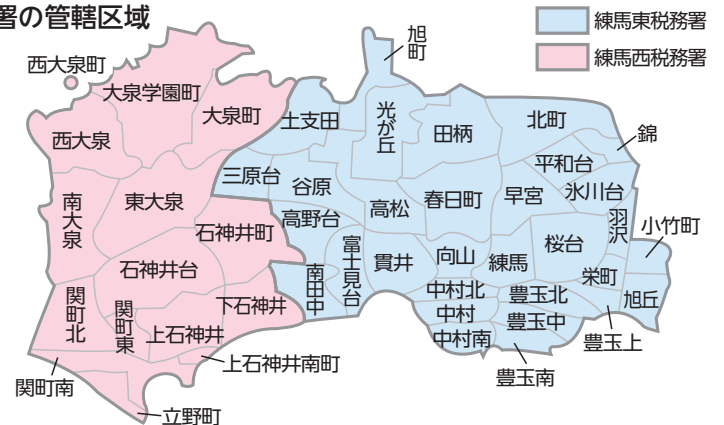 署の管轄区域
練馬東税務署
練馬西税務署
旭町
西大泉町
大泉学園町
大泉町
土支田
光が丘
田柄
北町
錦
西大泉
平和台
三原台
谷原
氷川台
南大泉
東大泉
高松
春日町
早宮
羽沢
小竹町
高野台
石神井町
桜台
富士見台
貫井
向山
練馬
石神井台
南田中
栄町
中村北
豊玉北
旭丘
関町北
関町東
下石神井
中村
豊玉中
上石神井
中村南
豊玉上
上石神井南町
豊玉南
関町南
立野町